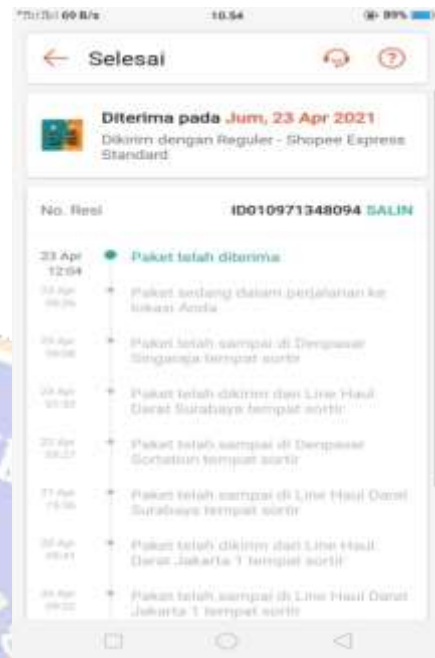 69 B/s 10.54 99%
Selesai
Diterima pada Jum, 23 Apr 2021
Dikirim dengan Reguler - Shopee Express
Standard
No. Resi ID010971348094 SALIN
23 Apr
12:04
Paket telah diterima
Paket sedang dalam perjalanan ke
lokasi Anda
Paket telah sampai di Denpasar
Singaraja tempat sortir
Paket telah dikirim dari Line Haul
Darat Surabaya tempat sortir
Paket telah sampai di Denpasar
Sortation tempat sortir
Paket telah sampai di Line Haul Darat
Surabaya tempat sortir
Paket telah dikirim dari Line Haul
Darat Jakarta 1 tempat sortir
Paket telah sampai di Line Haul Darat
Jakarta 1 tempat sortir